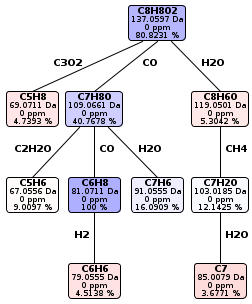 C8H8O2
137.0597 Da
0 ppm
80.8231 %
C3O2
CO
H2O
C5H8
69.0711 Da
0 ppm
4.7393 %
C7H8O
109.0661 Da
0 ppm
40.7678 %
C8H6O
119.0501 Da
0 ppm
5.3042 %
C2H2O
CO
H2O
CH4
C5H6
67.0556 Da
0 ppm
9.0097 %
C6H8
81.0711 Da
0 ppm
100 %
C7H6
91.0555 Da
0 ppm
16.0909 %
C7H2O
103.0185 Da
0 ppm
12.1425 %
H2
H2O
C6H6
79.0555 Da
0 ppm
4.5138 %
C7
85.0079 Da
0 ppm
3.6771 %